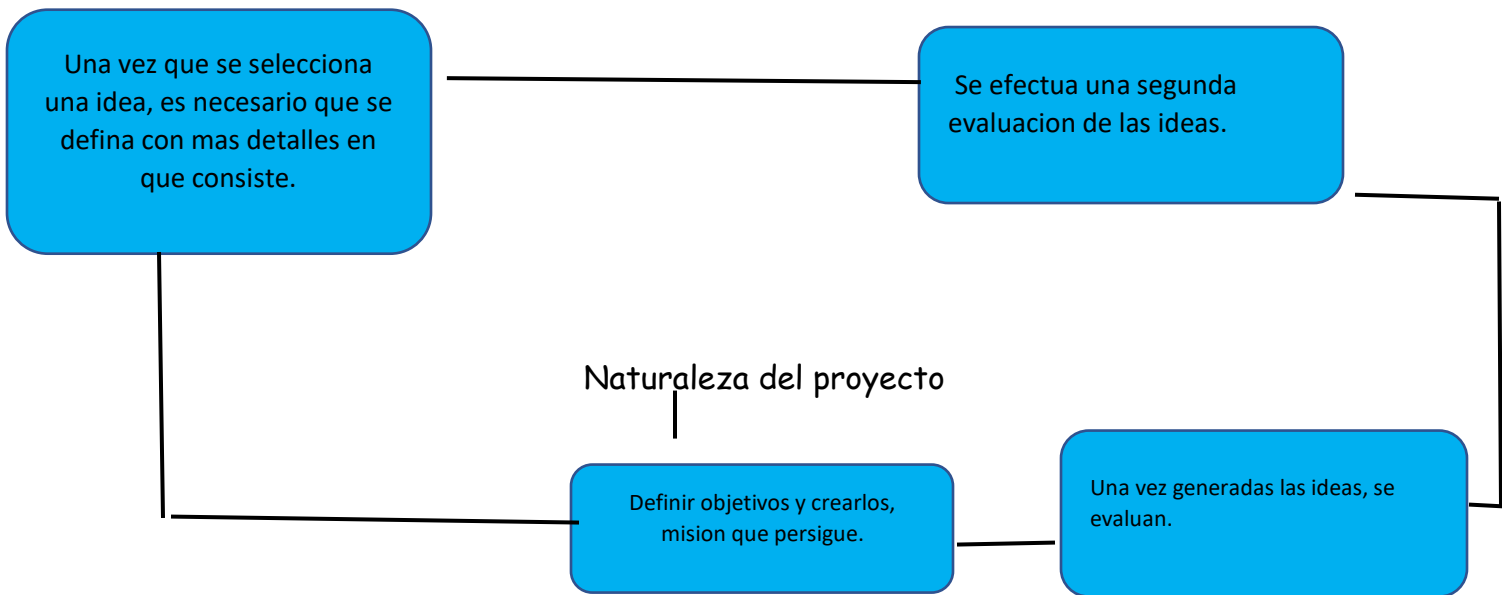 Una vez que se selecciona
una idea, es necesario que se
defina con mas detalles en
que consiste.
Se efectua una segunda
evaluacion de las ideas.
Naturaleza del proyecto
Definir objetivos y crearlos,
mision que persigue.
Una vez generadas las ideas, se
evaluan.